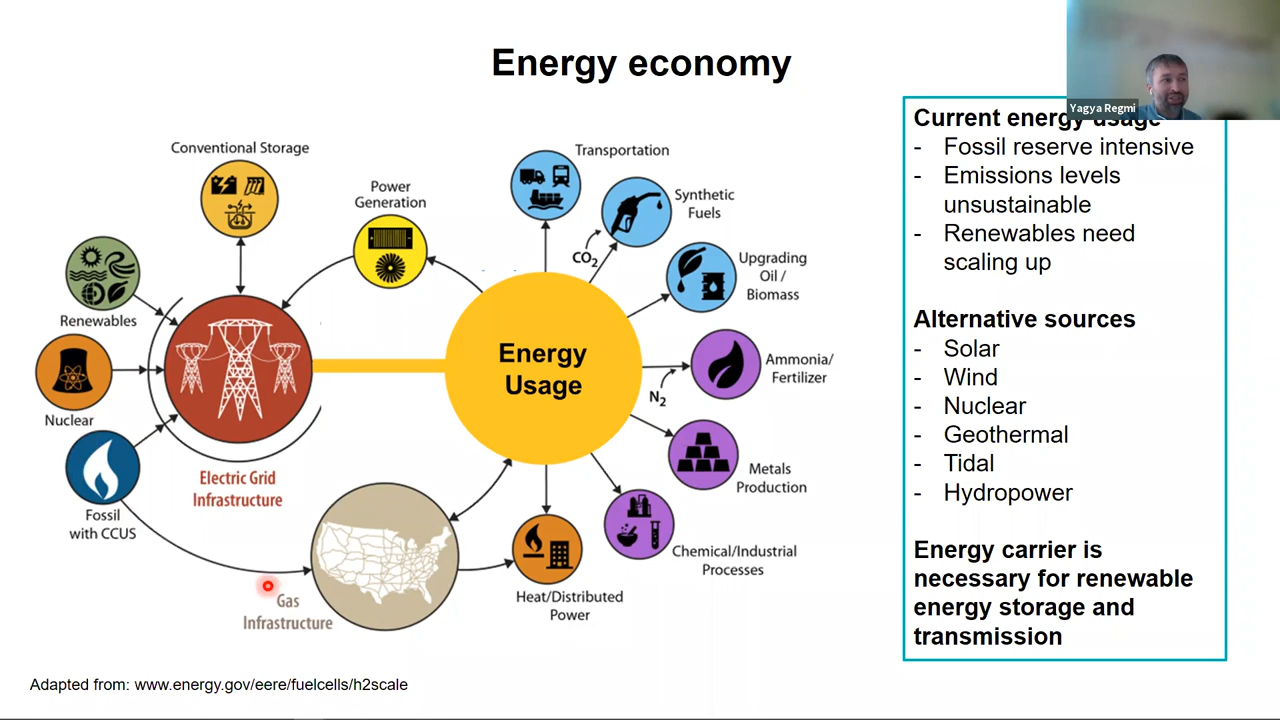 Energy economy
Yagya Regmi
Conventional Storage
Power
Generation
Renewables
Nuclear
Fossil
with CCUS
Electric Grid
Infrastructure
Gas
Infrastructure
Energy
Usage
Transportation
Synthetic
Fuels
CO₂
Upgrading
Oil /
Biomass
Ammonia/
Fertilizer
N₂
Metals
Production
Chemical/Industrial
Processes
Heat/Distributed
Power
Current energy usage
- Fossil reserve intensive
- Emissions levels
unsustainable
- Renewables need
scaling up
Alternative sources
- Solar
- Wind
- Nuclear
- Geothermal
- Tidal
- Hydropower
Energy carrier is
necessary for renewable
energy storage and
transmission
Adapted from: www.energy.gov/eere/fuelcells/h2scale